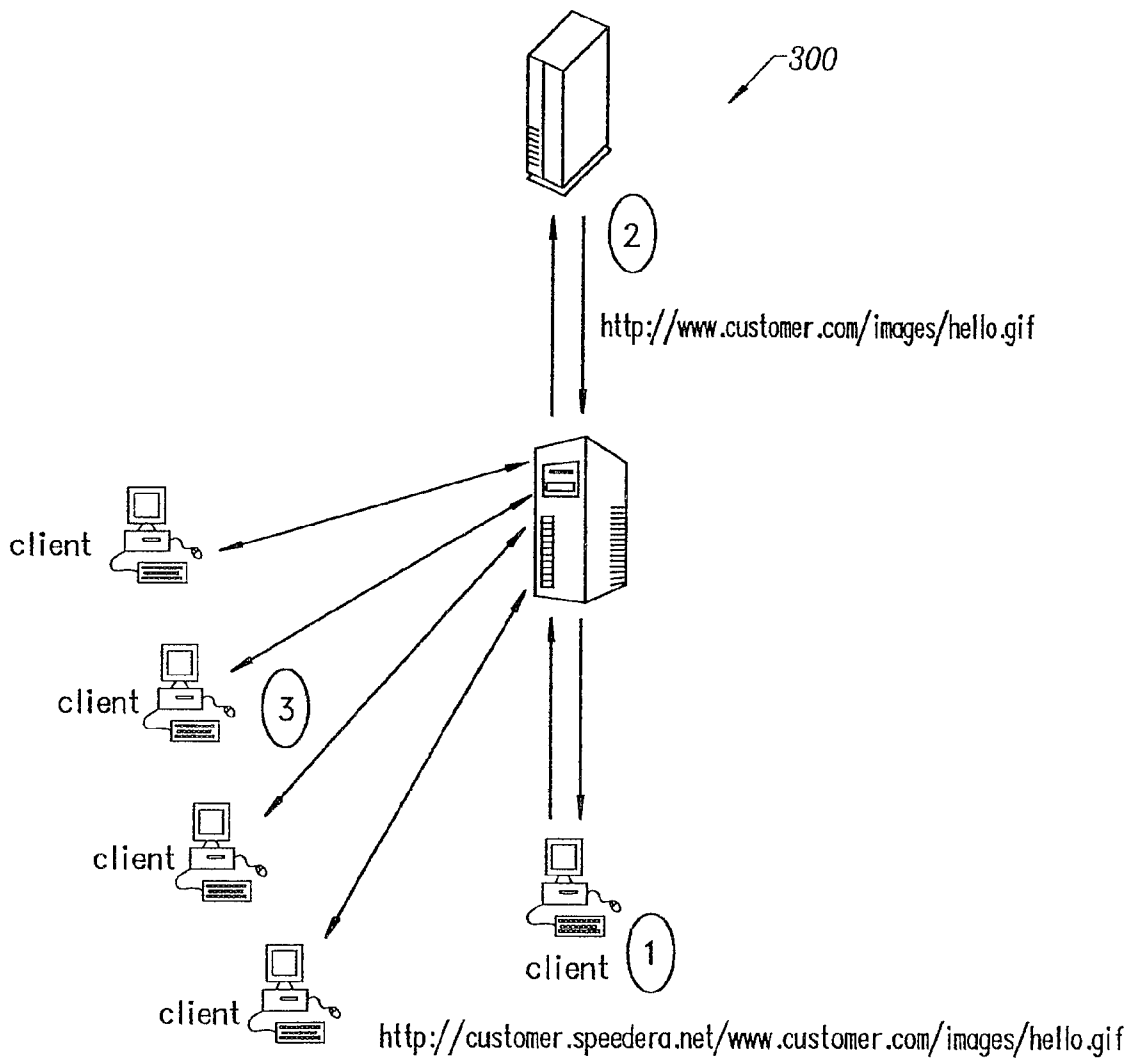 300
2
http://www.customer.com/images/hello.gif
client
client
3
client
client
client
1
http://customer.speedera.net/www.customer.com/images/hello.gif